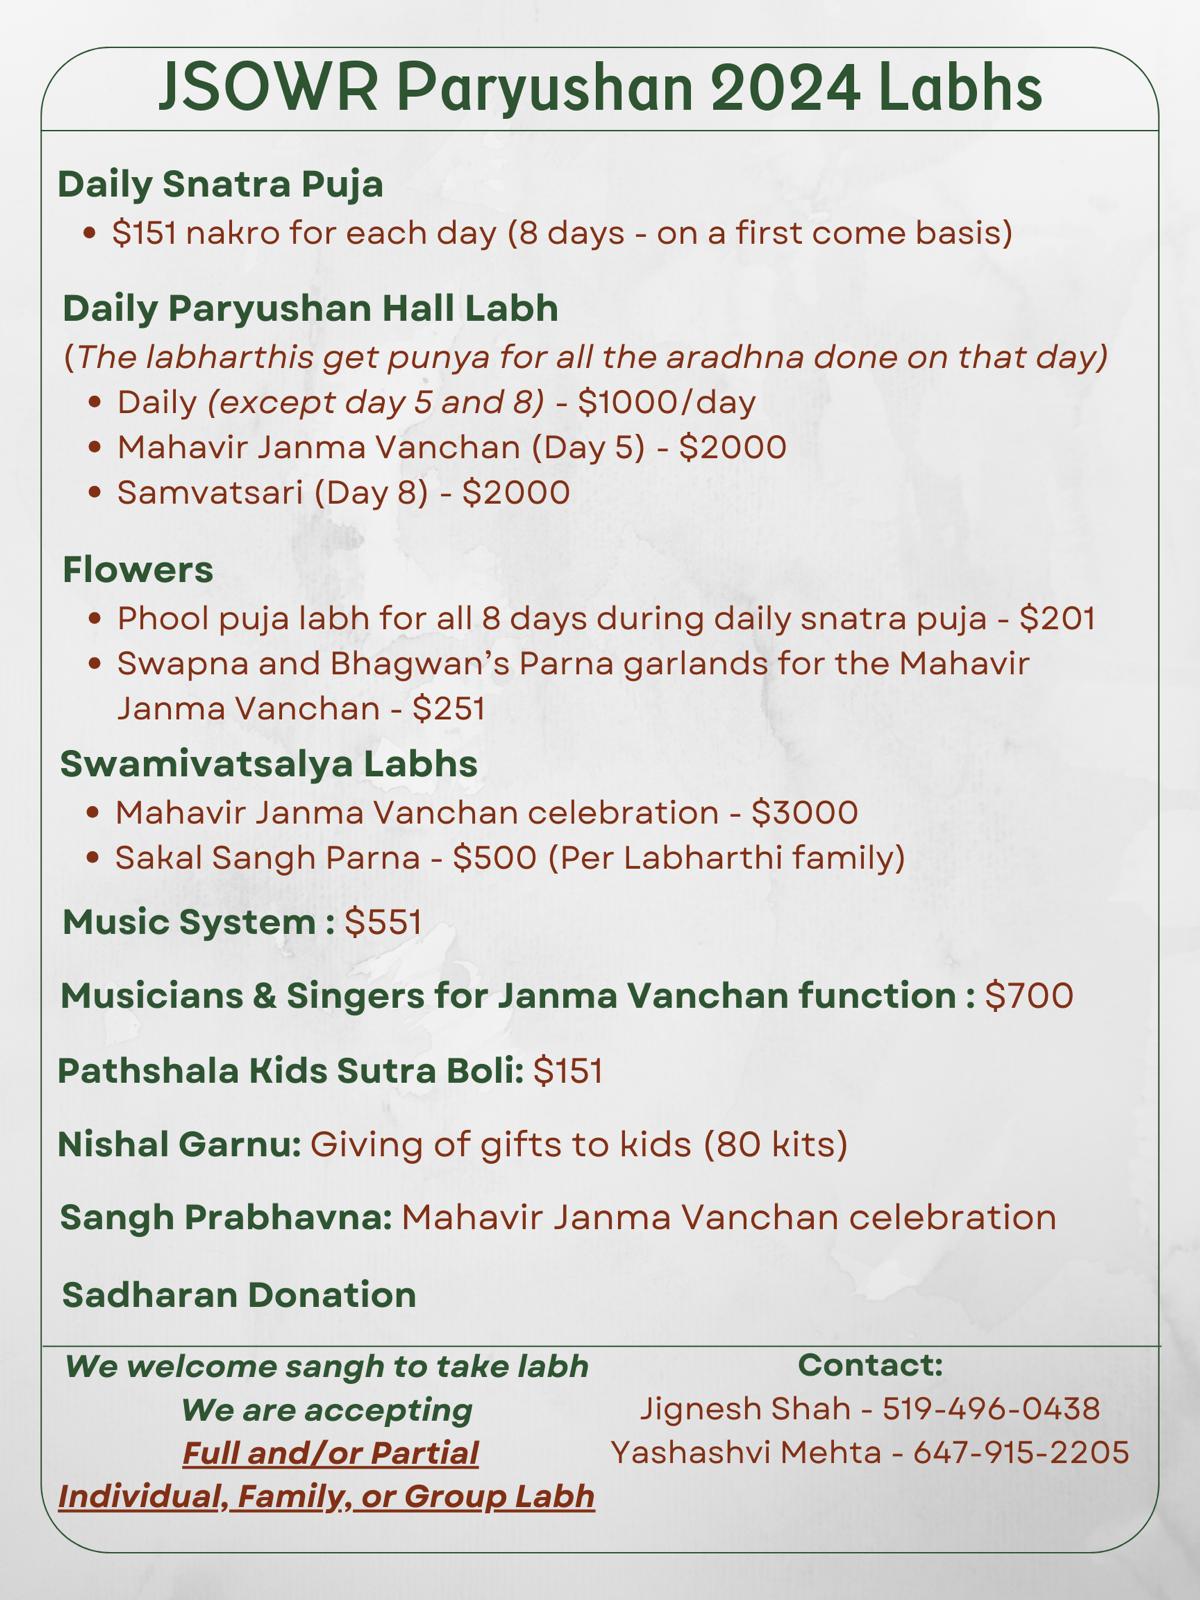 JSOWR Paryushan 2024 Labhs
Daily Snatra Puja
• $151 nakro for each day (8 days - on a first come basis)
Daily Paryushan Hall Labh
(The labharthis get punya for all the aradhna done on that day)
• Daily (except day 5 and 8) - $1000/day
• Mahavir Janma Vanchan (Day 5) - $2000
• Samvatsari (Day 8) - $2000
Flowers
• Phool puja labh for all 8 days during daily snatra puja - $201
• Swapna and Bhagwan’s Parna garlands for the Mahavir
Janma Vanchan - $251
Swamivatsalya Labhs
• Mahavir Janma Vanchan celebration - $3000
• Sakal Sangh Parna - $500 (Per Labharthi family)
Music System : $551
Musicians & Singers for Janma Vanchan function : $700
Pathshala Kids Sutra Boli: $151
Nishal Garnu: Giving of gifts to kids (80 kits)
Sangh Prabhavna: Mahavir Janma Vanchan celebration
Sadharan Donation
We welcome sangh to take labh
We are accepting
Full and/or Partial
Individual, Family, or Group Labh
Contact:
Jignesh Shah - 519-496-0438
Yashashvi Mehta - 647-915-2205